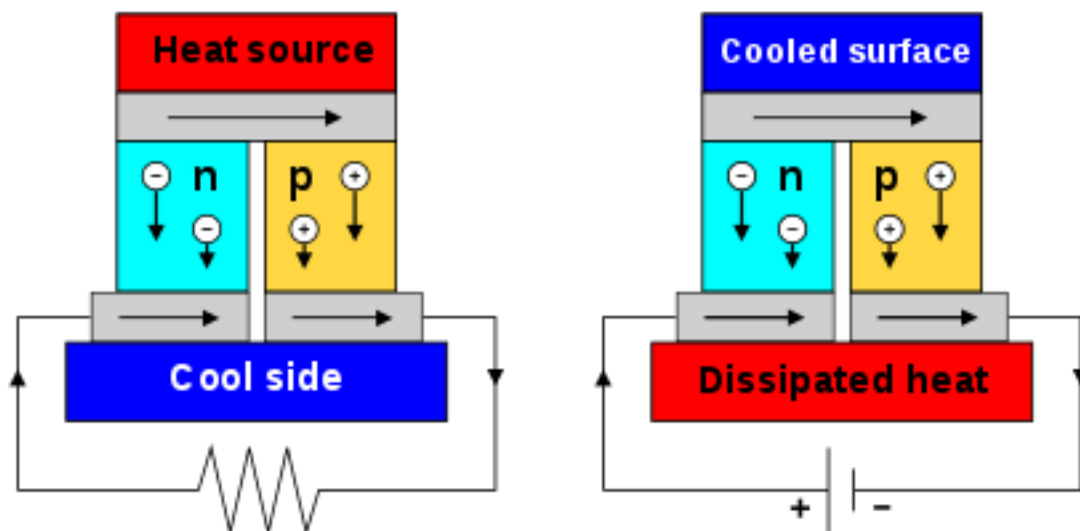 Heat source
n p
− +
− +
Cool side
Cooled surface
n p
− +
− +
Dissipated heat
+ −